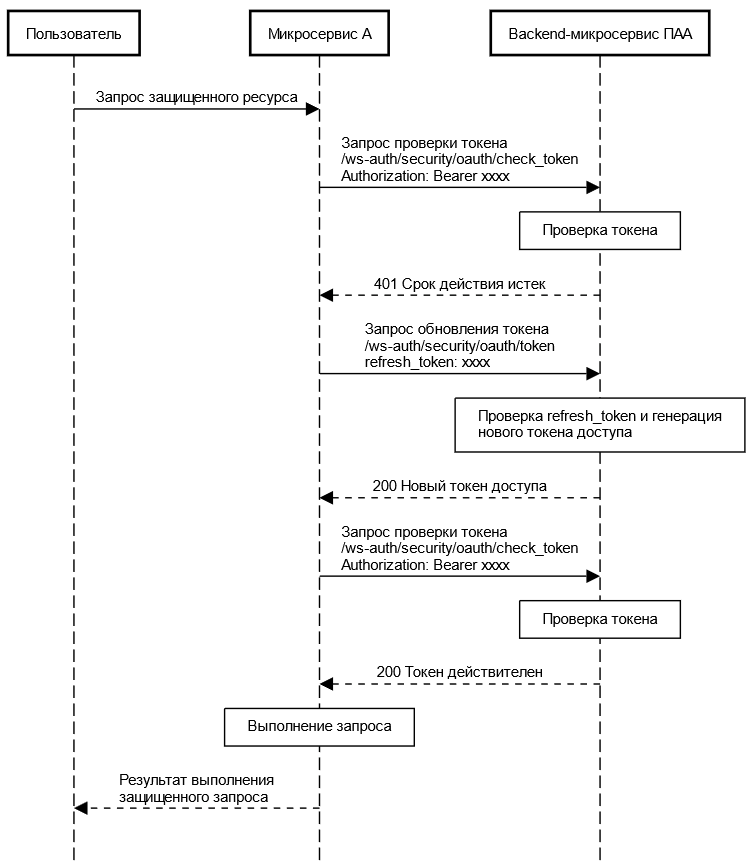 Пользователь
Микросервис А
Backend-микросервис ПАА
Запрос защищенного ресурса
Запрос проверки токена
/ws-auth/security/oauth/check_token
Authorization: Bearer xxxx
Проверка токена
401 Срок действия истек
Запрос обновления токена
/ws-auth/security/oauth/token
refresh_token: xxxx
Проверка refresh_token и генерация
нового токена доступа
200 Новый токен доступа
Запрос проверки токена
/ws-auth/security/oauth/check_token
Authorization: Bearer xxxx
Проверка токена
200 Токен действителен
Выполнение запроса
Результат выполнения
защищенного запроса